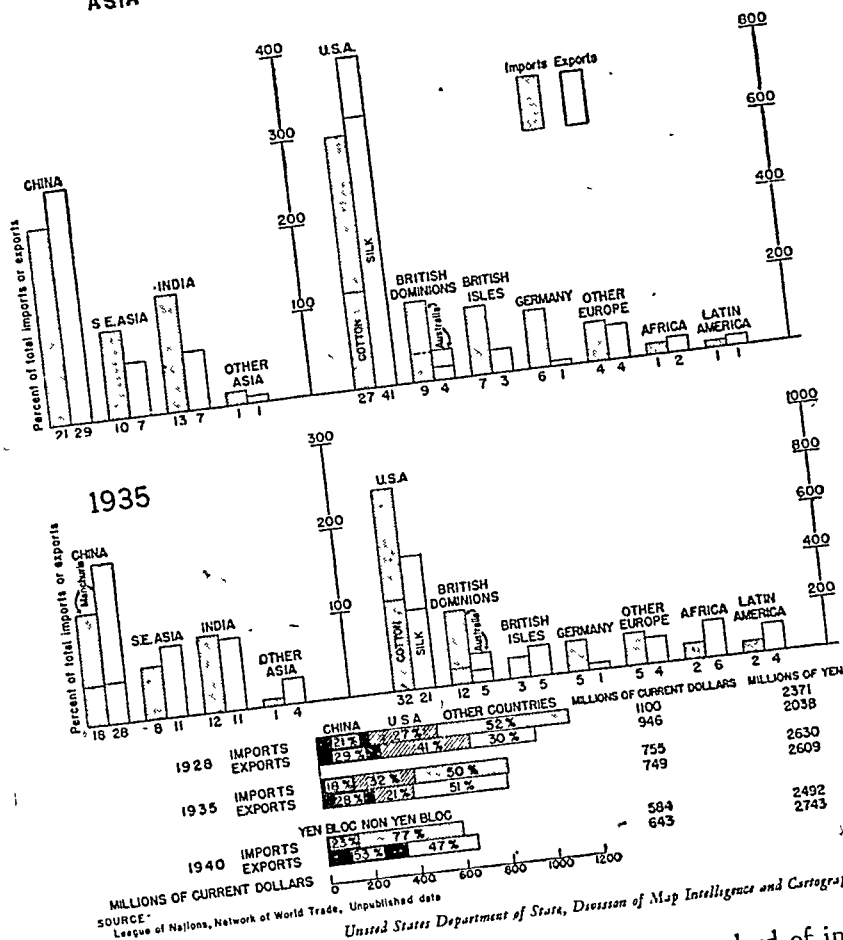 ASIA
400
U.S.A.
800
Imports Exports
600
300
CHINA
400
200
SILK
INDIA
BRITISH DOMINIONS
BRITISH ISLES
GERMANY
OTHER EUROPE
AFRICA
LATIN AMERICA
200
S E. ASIA
Australia
100
COTTON
OTHER ASIA
Percent of total imports or exports
21 29 10 7 13 7 1 1 27 41 9 4 7 3 6 1 4 4 1 2 1 1
1935
300
U.S.A
1000
800
200
600
CHINA
Manchuria
400
BRITISH DOMINIONS
Australia
BRITISH ISLES
GERMANY
OTHER EUROPE
AFRICA
LATIN AMERICA
200
100
S.E. ASIA
INDIA
OTHER ASIA
COTTON
SILK
Percent of total imports or exports
18 28 8 11 12 11 1 4 32 21 12 5 3 5 5 1 5 4 2 6 2 4
CHINA U S A OTHER COUNTRIES MILLIONS OF CURRENT DOLLARS MILLIONS OF YEN
1928 IMPORTS 21% 27% 52% 1100 2371
EXPORTS 29% 41% 30% 946 2038
1935 IMPORTS 18% 32% 50% 755 2630
EXPORTS 28% 21% 51% 749 2609
YEN BLOC NON YEN BLOC
1940 IMPORTS 23% 77% 584 2492
EXPORTS 53% 47% 643 2743
MILLIONS OF CURRENT DOLLARS 0 200 400 600 800 1000 1200
SOURCE-
League of Nations, Network of World Trade, Unpublished data
United States Department of State, Division of Map Intelligence and
of